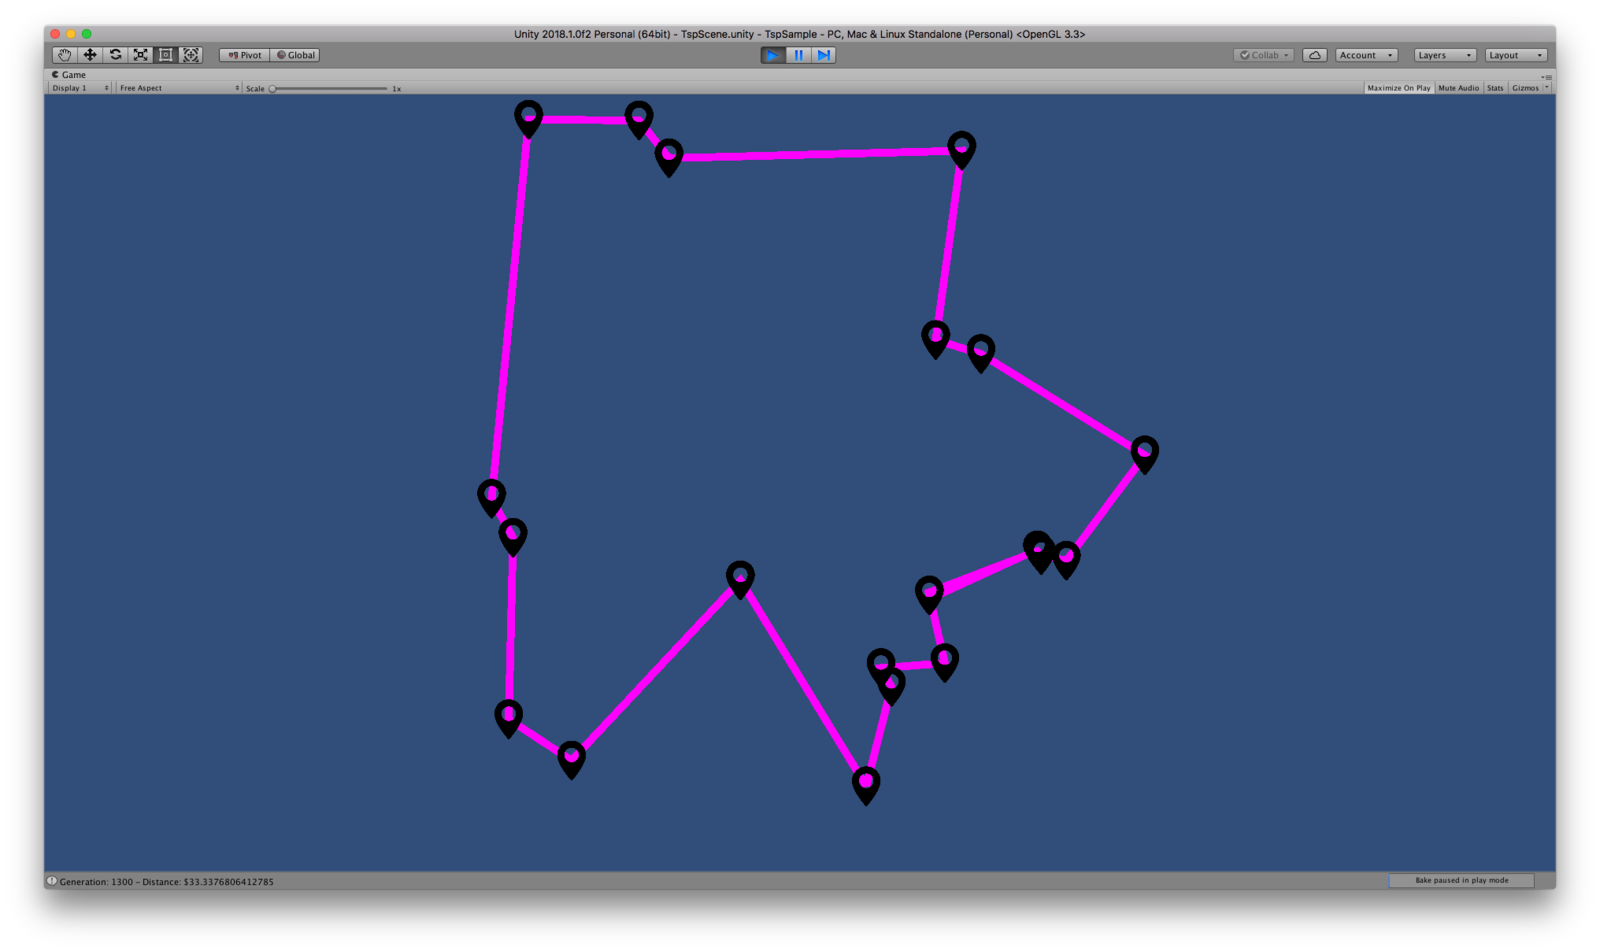 Unity 2018.1.0f2 Personal (64bit) - TspScene.unity - TspSample - PC, Mac & Linux Standalone (Personal) <OpenGL 3.3>
Pivot Global Collab Account Layers Layout
Game
Display 1 Free Aspect Scale 1x Maximize On Play Mute Audio Stats Gizmos
Generation: 1300 - Distance: $33.3376806412785 Bake paused in play mode